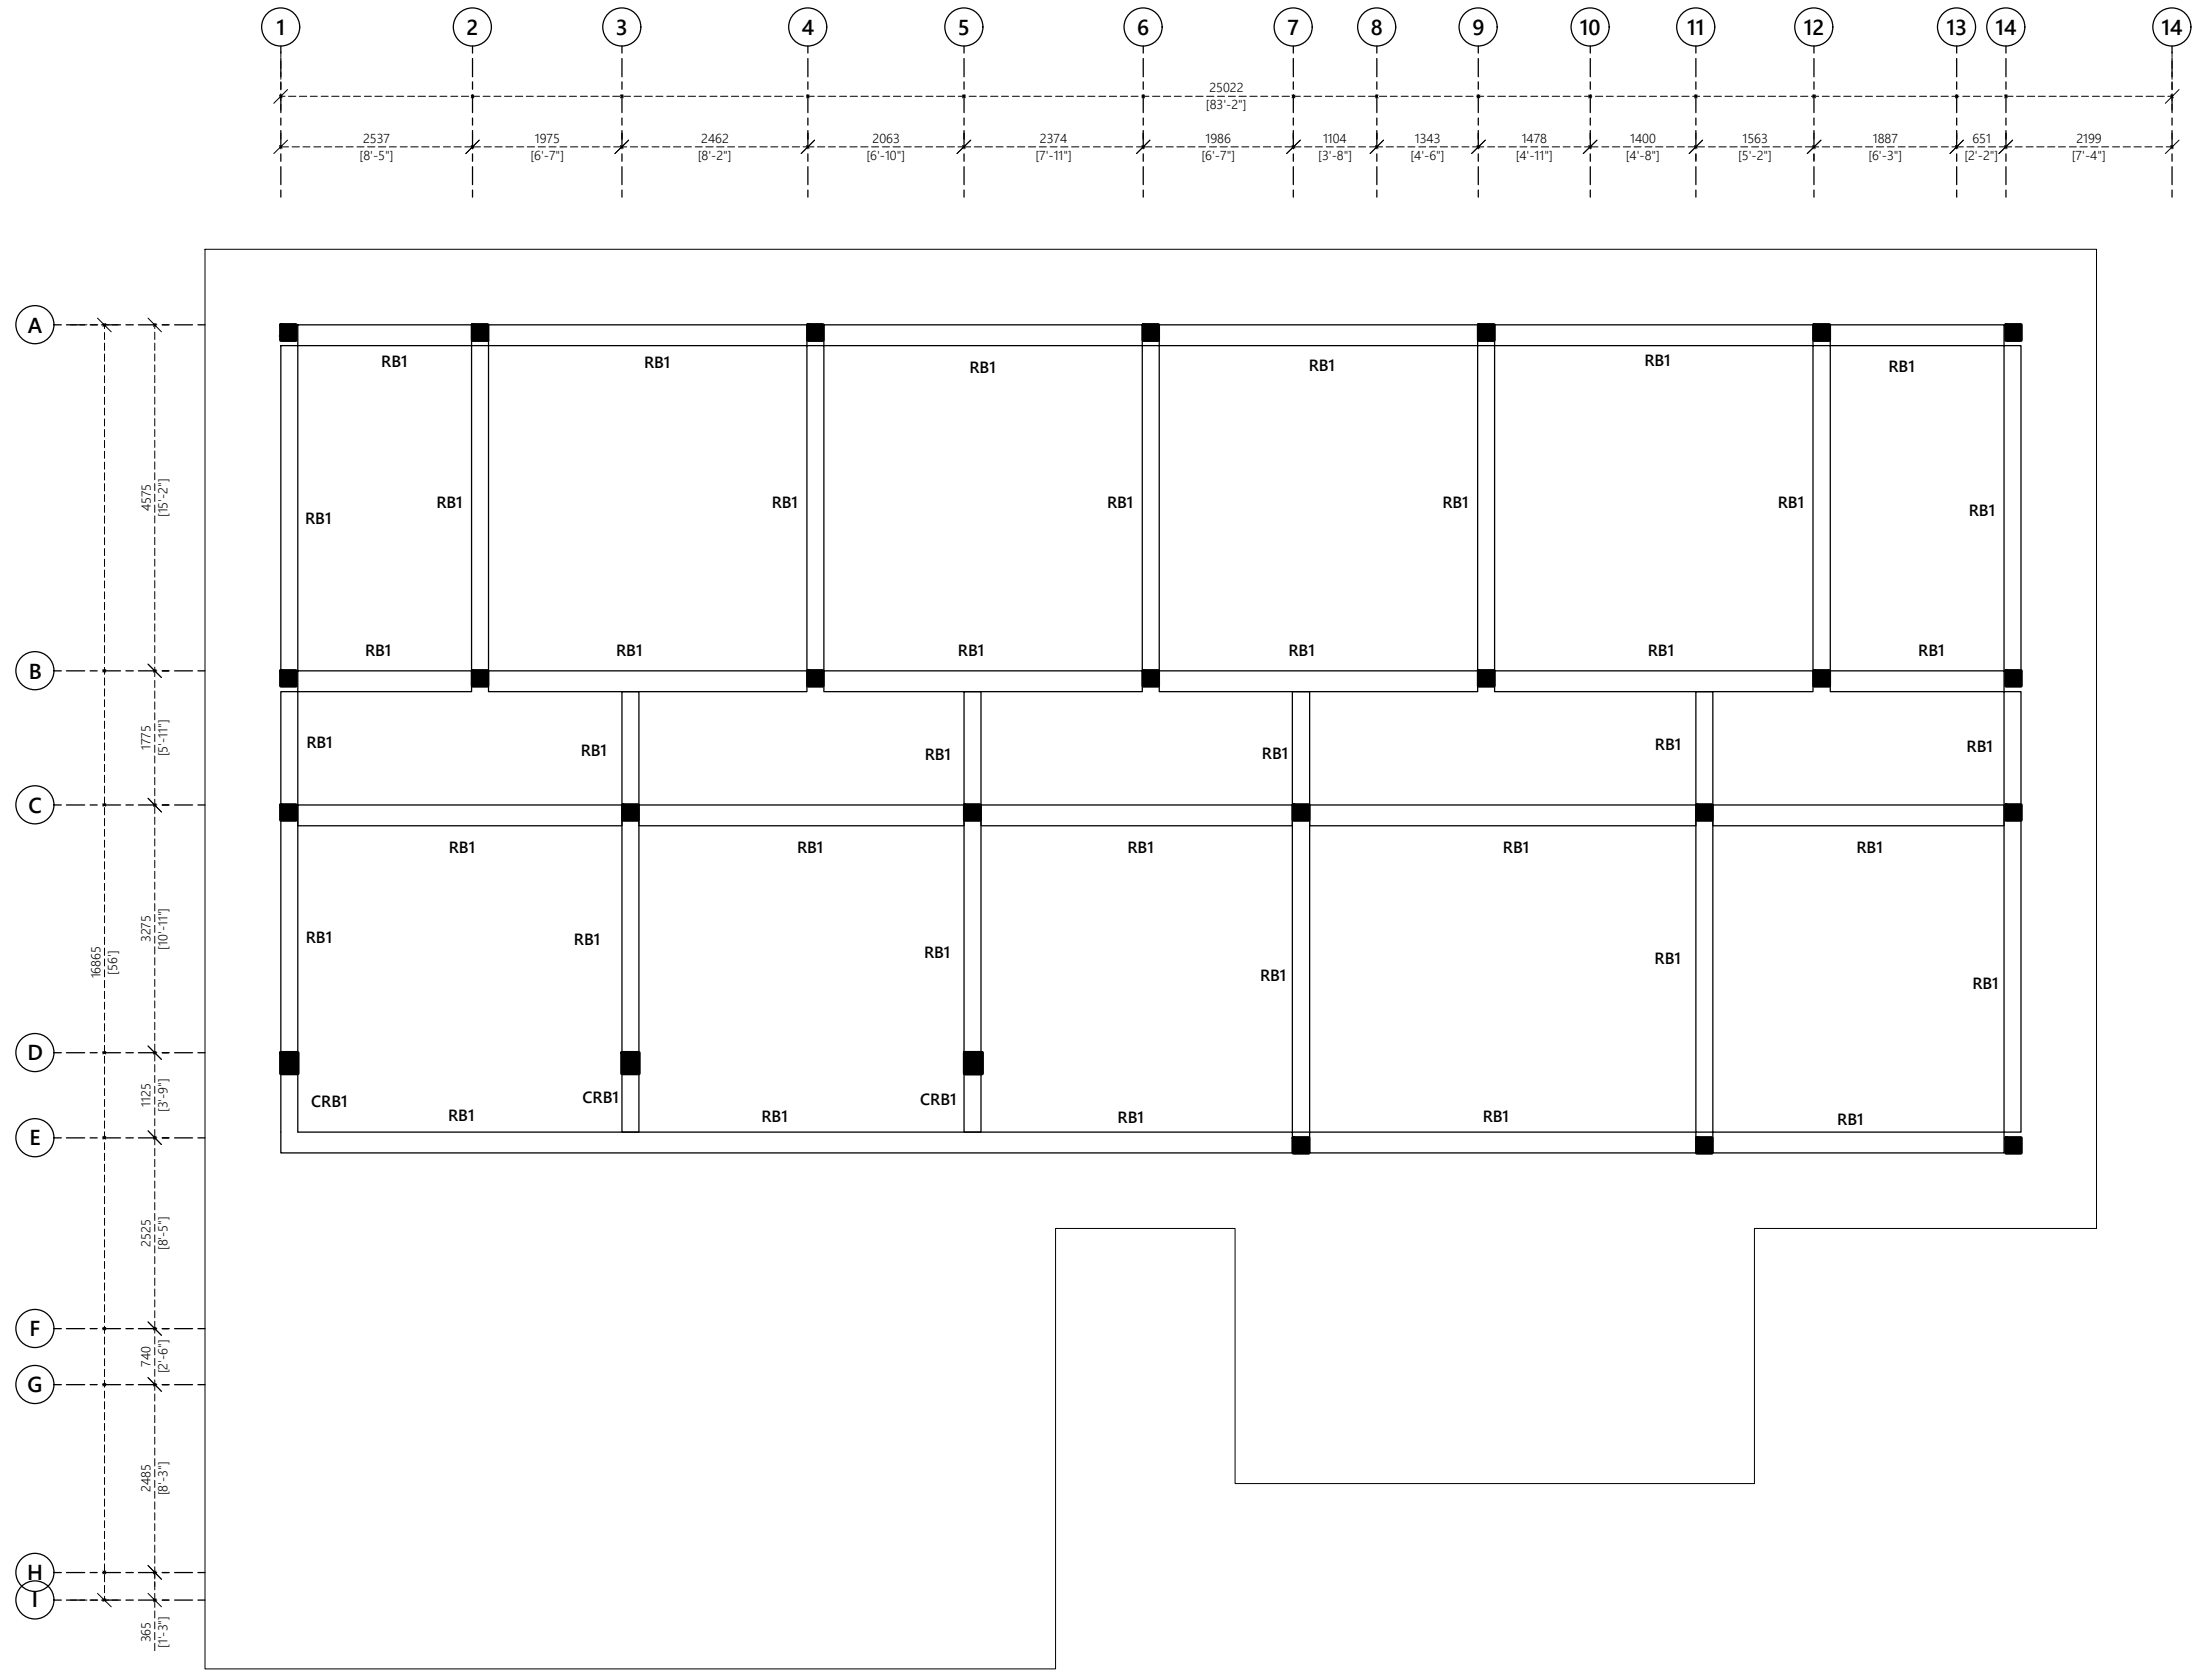 1 2 3 4 5 6 7 8 9 10 11 12 13 14 14
25022
[83'-2"]
2537 1975 2462 2063 2374 1986 1104 1343 1478 1400 1563 1887 651 2199
[8'-5"] [6'-7"] [8'-2"] [6'-10"] [7'-11"] [6'-7"] [3'-8"] [4'-6"] [4'-11"] [4'-8"] [5'-2"] [6'-3"] [2'-2"] [7'-4"]
A
RB1 RB1 RB1 RB1 RB1 RB1
4575
[15'-2"]
RB1 RB1 RB1 RB1 RB1 RB1 RB1
RB1 RB1 RB1 RB1 RB1 RB1
B
1775
[5'-11"]
RB1 RB1 RB1 RB1 RB1 RB1
C
RB1 RB1 RB1 RB1 RB1
16865
[56']
3275
[10'-11"]
RB1 RB1 RB1 RB1 RB1 RB1
D
1125
[3'-9"]
CRB1 CRB1 CRB1
RB1 RB1 RB1 RB1 RB1
E
2525
[8'-5"]
F
740
[2'-6"]
G
2485
[8'-3"]
H
I
365
[1'-3"]